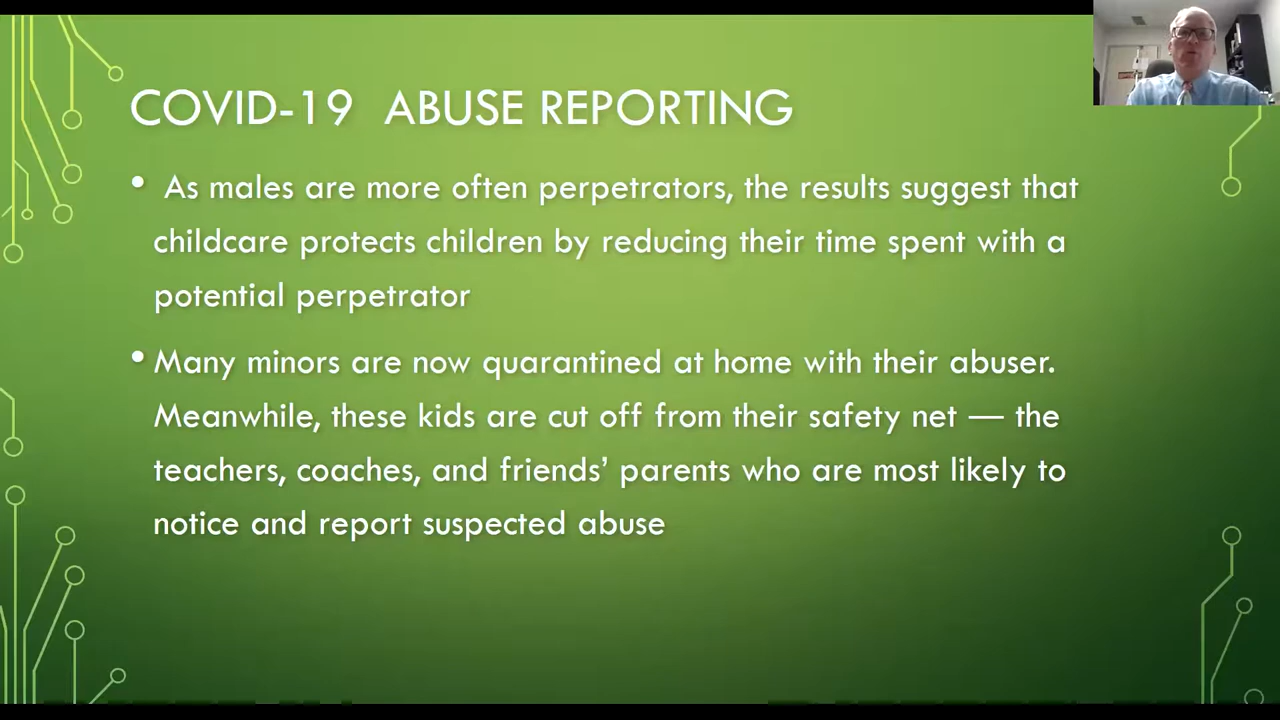 COVID-19 ABUSE REPORTING
• As males are more often perpetrators, the results suggest that
childcare protects children by reducing their time spent with a
potential perpetrator
• Many minors are now quarantined at home with their abuser.
Meanwhile, these kids are cut off from their safety net — the
teachers, coaches, and friends’ parents who are most likely to
notice and report suspected abuse